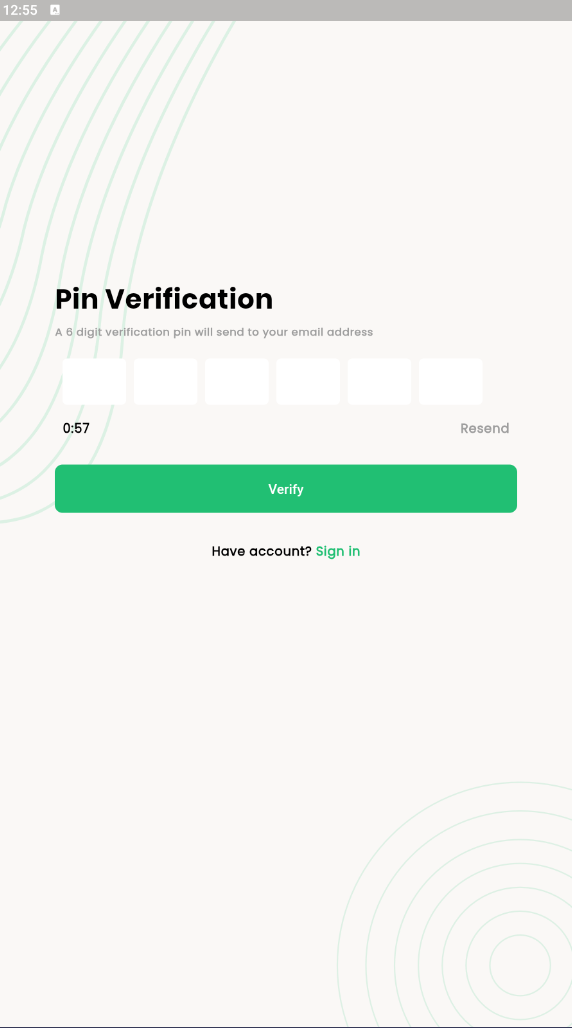 12:55 A
Pin Verification
A 6 digit verification pin will send to your email address
0:57 Resend
Verify
Have account? Sign in